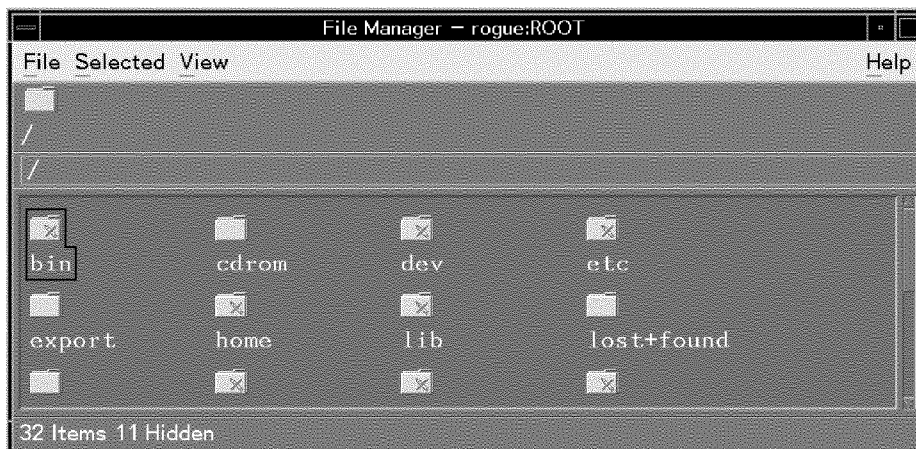 File Manager — rogue:ROOT
File Selected View Help
/
/
bin cdrom dev etc
export home lib lost+found
32 Items 11 Hidden